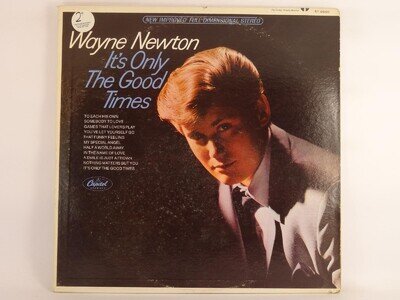 2
NEW IMPROVED FULL DIMENSIONAL STEREO
Wayne Newton
It's Only
The Good
Times
TO EACH HIS OWN
SOMEBODY TO LOVE
GAMES THAT LOVERS PLAY
YOU'VE LET YOURSELF GO
THAT FUNNY FEELING
MY SPECIAL ANGEL
HALF A WORLD AWAY
IN THE NAME OF LOVE
A SMILE IS JUST A FROWN
NOTHING MATTERS BUT YOU
IT'S ONLY THE GOOD TIMES
Capitol